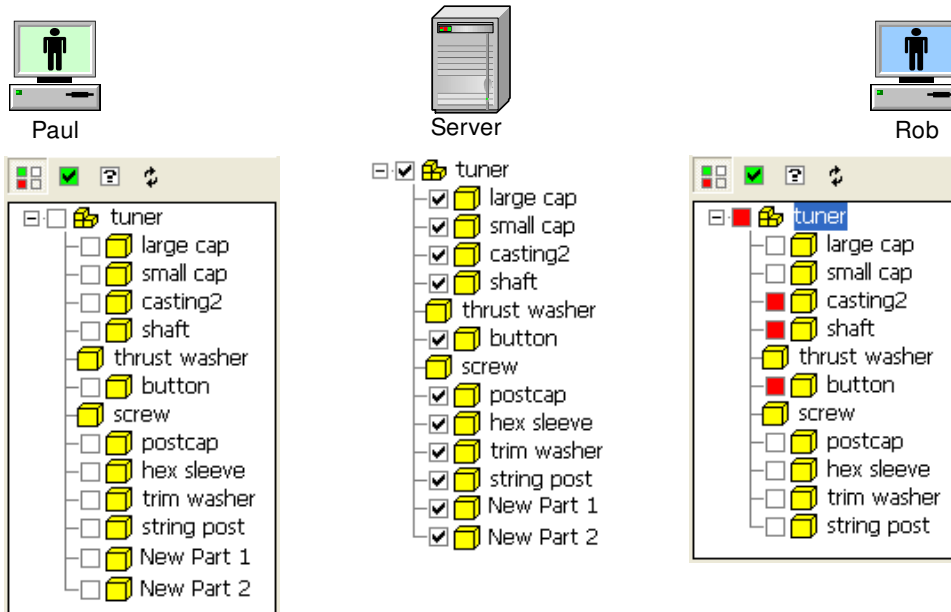 Paul
Server
Rob
tuner
large cap
small cap
casting2
shaft
thrust washer
button
screw
postcap
hex sleeve
trim washer
string post
New Part 1
New Part 2
tuner
large cap
small cap
casting2
shaft
thrust washer
button
screw
postcap
hex sleeve
trim washer
string post
New Part 1
New Part 2
tuner
large cap
small cap
casting2
shaft
thrust washer
button
screw
postcap
hex sleeve
trim washer
string post